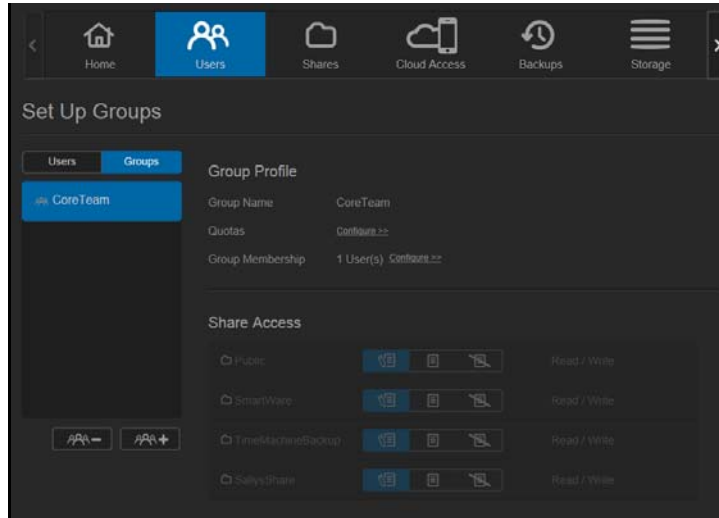 Home Users Shares Cloud Access Backups Storage
Set Up Groups
Users Groups
CoreTeam
Group Profile
Group Name CoreTeam
Quotas Configure >>
Group Membership 1 User(s) Configure >>
Share Access
Public Read / Write
SmartWare Read / Write
TimeMachineBackup Read / Write
SallysShare Read / Write